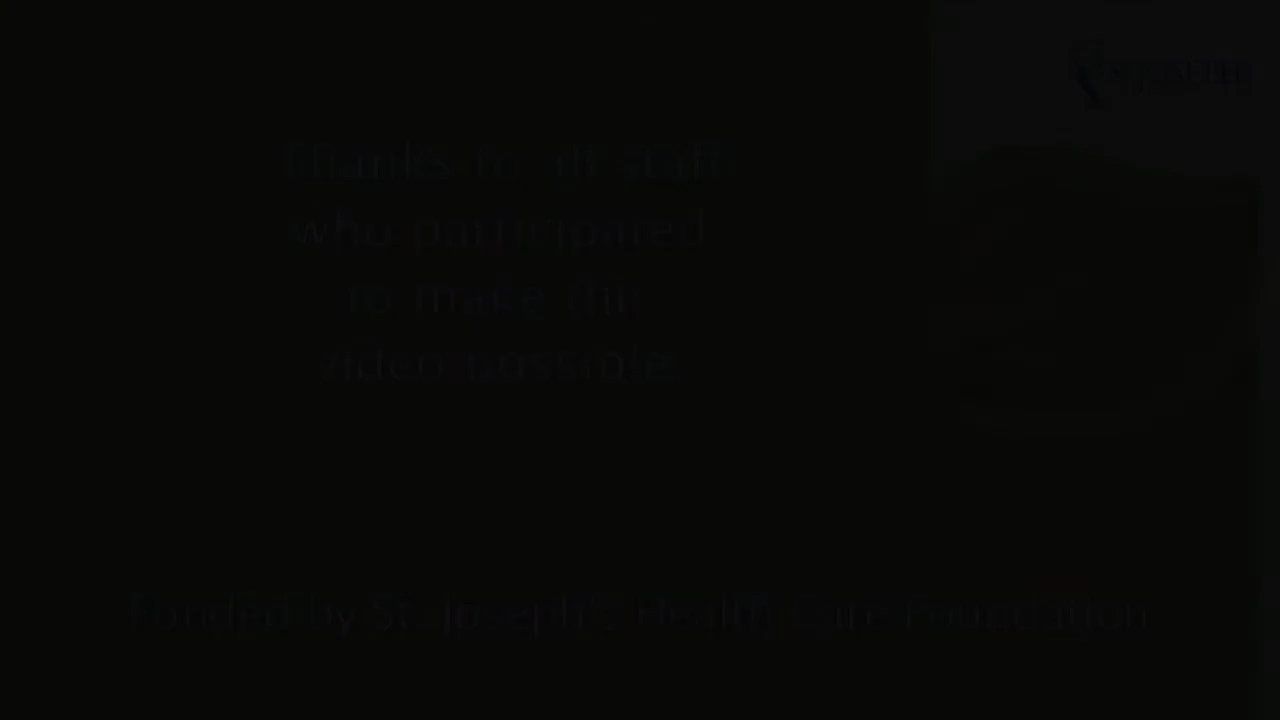 Thanks to all staff
who participated
to make this
video possible.
Funded by St. Joseph's Health Care Foundation